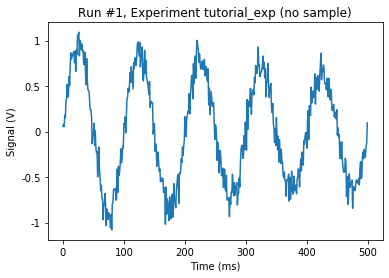 Run #1, Experiment tutorial_exp (no sample)
1
0.5
0
-0.5
-1
Signal (V)
0 100 200 300 400 500
Time (ms)